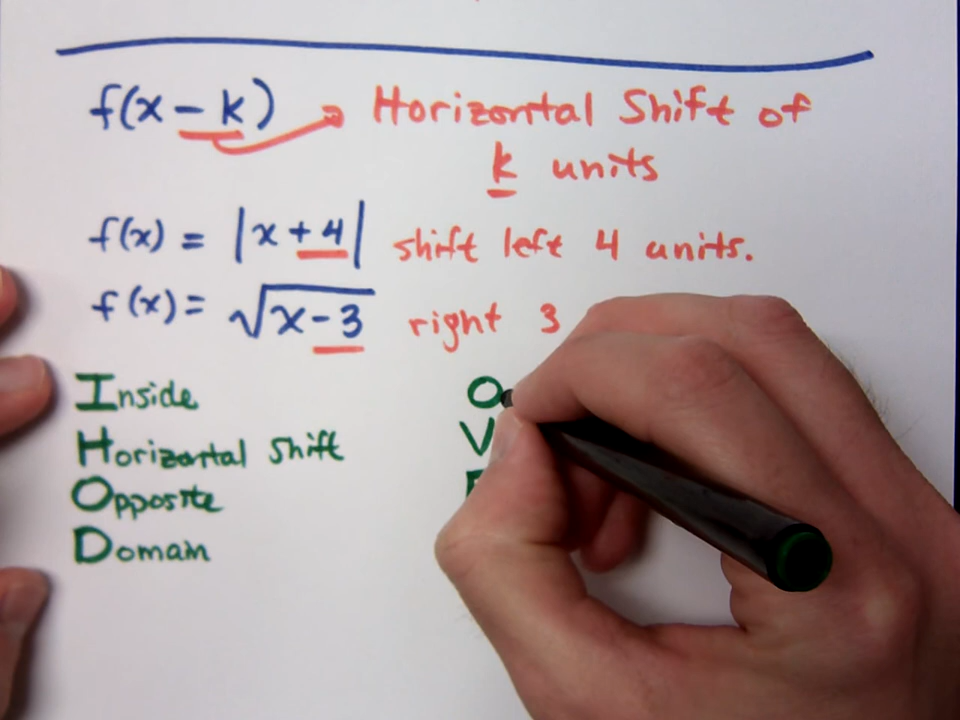 f(x - k) → Horizontal Shift of
k units
f(x) = |x + 4| shift left 4 units.
f(x) = √(x - 3) right 3
Inside O
Horizontal Shift V
Opposite
Domain